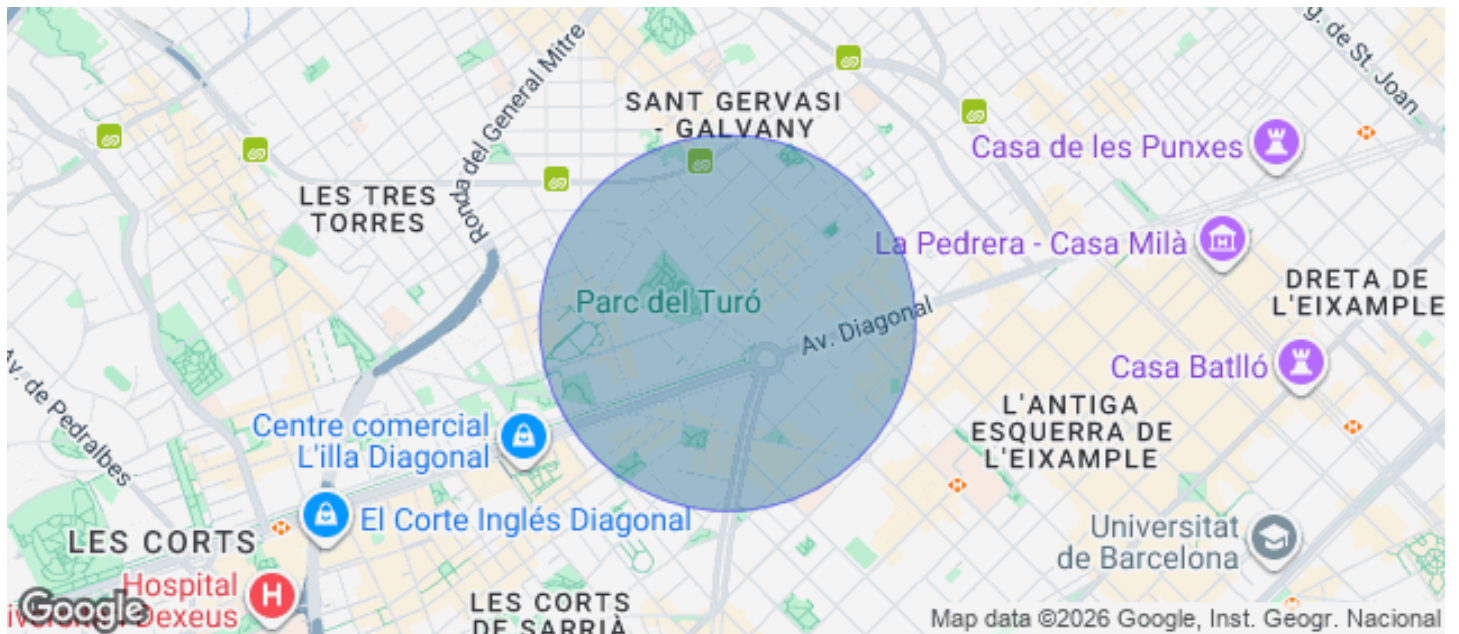 g. de St. Joan
Ronda del General Mitre
SANT GERVASI
- GALVANY
Casa de les Punxes
LES TRES
TORRES
La Pedrera - Casa Milà
DRETA DE
L'EIXAMPLE
Parc del Turó
Av. Diagonal
Av. de Pedralbes
Casa Batlló
L'ANTIGA
ESQUERRA DE
L'EIXAMPLE
Centre comercial
L'illa Diagonal
El Corte Inglés Diagonal
LES CORTS
Universitat
de Barcelona
Hospital
Dexeus
H
Google
LES CORTS
DE SARRIÀ
Map data ©2026 Google, Inst. Geogr. Nacional